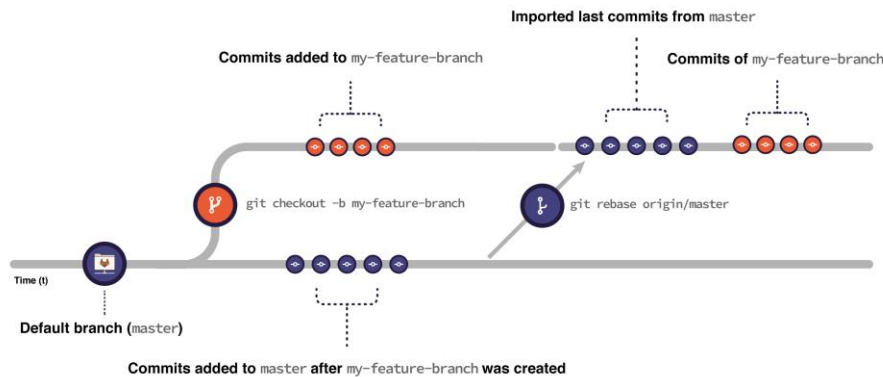 Imported last commits from master
Commits added to my-feature-branch
Commits of my-feature-branch
git checkout -b my-feature-branch
git rebase origin/master
Time (t)
Default branch (master)
Commits added to master after my-feature-branch was created